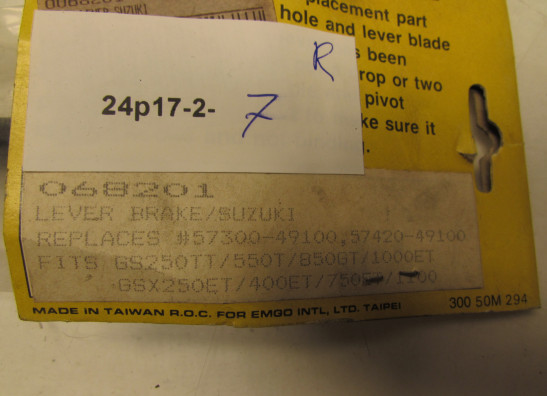 placement part
hole and lever blade
been
rop or two
pivot
ke sure it
R
24p17-2- 7
068201
LEVER BRAKE/SUZUKI
REPLACES #57300-49100,57420-49100
FITS GS250TT/550T/850GT/1000ET
GSX250ET/400ET/750ET/1100
MADE IN TAIWAN R.O.C. FOR EMGO INTL, LTD. TAIPEI
300 50M 294